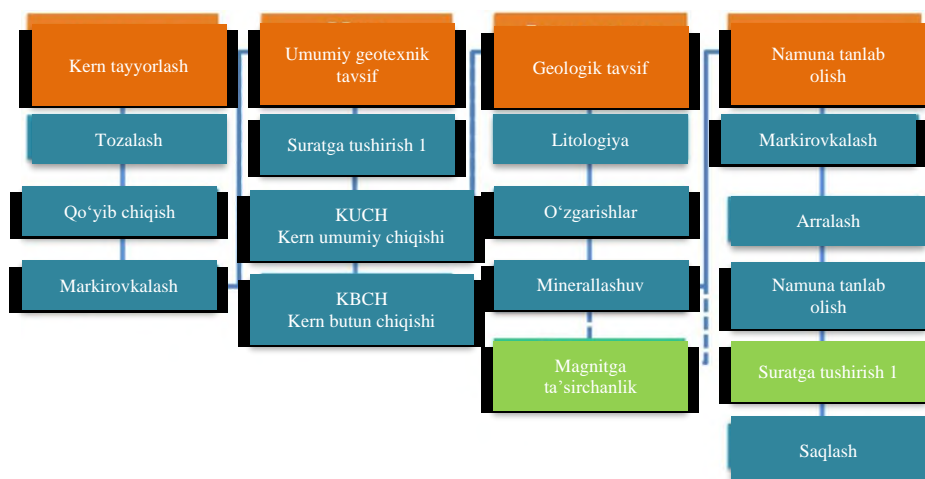 Kern tayyorlash
Tozalash
Qo‘yib chiqish
Markirovkalash
Umumiy geotexnik
tavsif
Suratga tushirish 1
KUCH
Kern umumiy chiqishi
KBCH
Kern butun chiqishi
Geologik tavsif
Litologiya
O‘zgarishlar
Minerallashuv
Magnitga
ta’sirchanlik
Namuna tanlab
olish
Markirovkalash
Arralash
Namuna tanlab
olish
Suratga tushirish 1
Saqlash